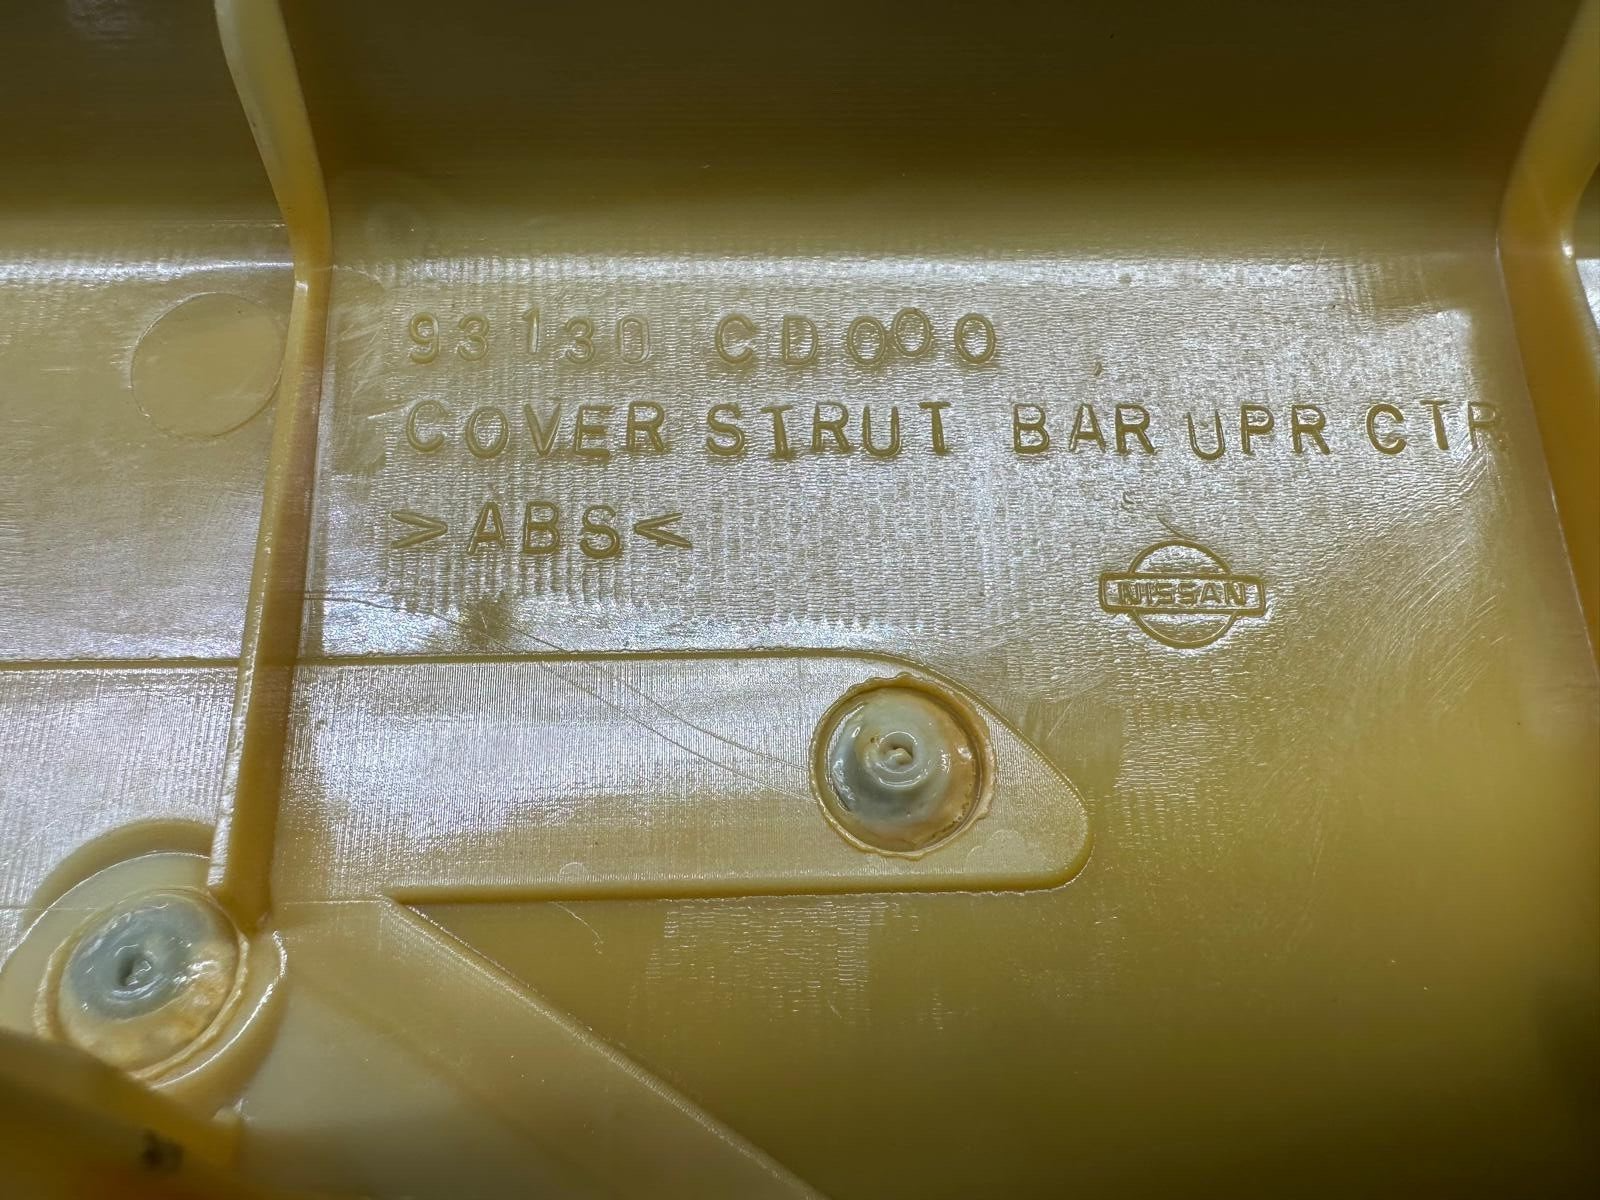 93130 CD000
COVER STRUT BAR UPR CTR
>ABS<
NISSAN